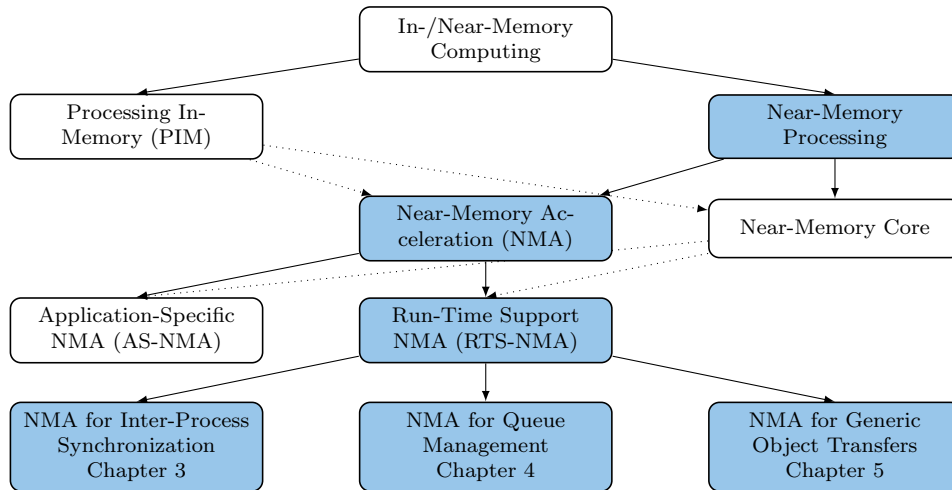 In-/Near-Memory
Computing
Processing In-
Memory (PIM)
Near-Memory
Processing
Near-Memory Ac-
celeration (NMA)
Near-Memory Core
Application-Specific
NMA (AS-NMA)
Run-Time Support
NMA (RTS-NMA)
NMA for Inter-Process
Synchronization
Chapter 3
NMA for Queue
Management
Chapter 4
NMA for Generic
Object Transfers
Chapter 5